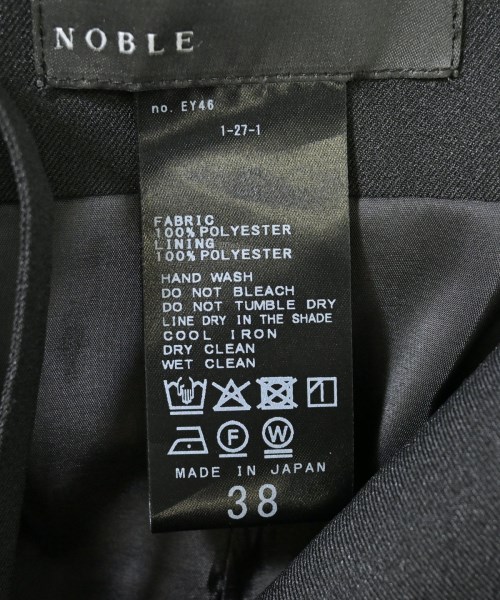 NOBLE
no. EY46
1-27-1
FABRIC
100% POLYESTER
LINING
100% POLYESTER
HAND WASH
DO NOT BLEACH
DO NOT TUMBLE DRY
LINE DRY IN THE SHADE
COOL IRON
DRY CLEAN
WET CLEAN
F W
MADE IN JAPAN
38